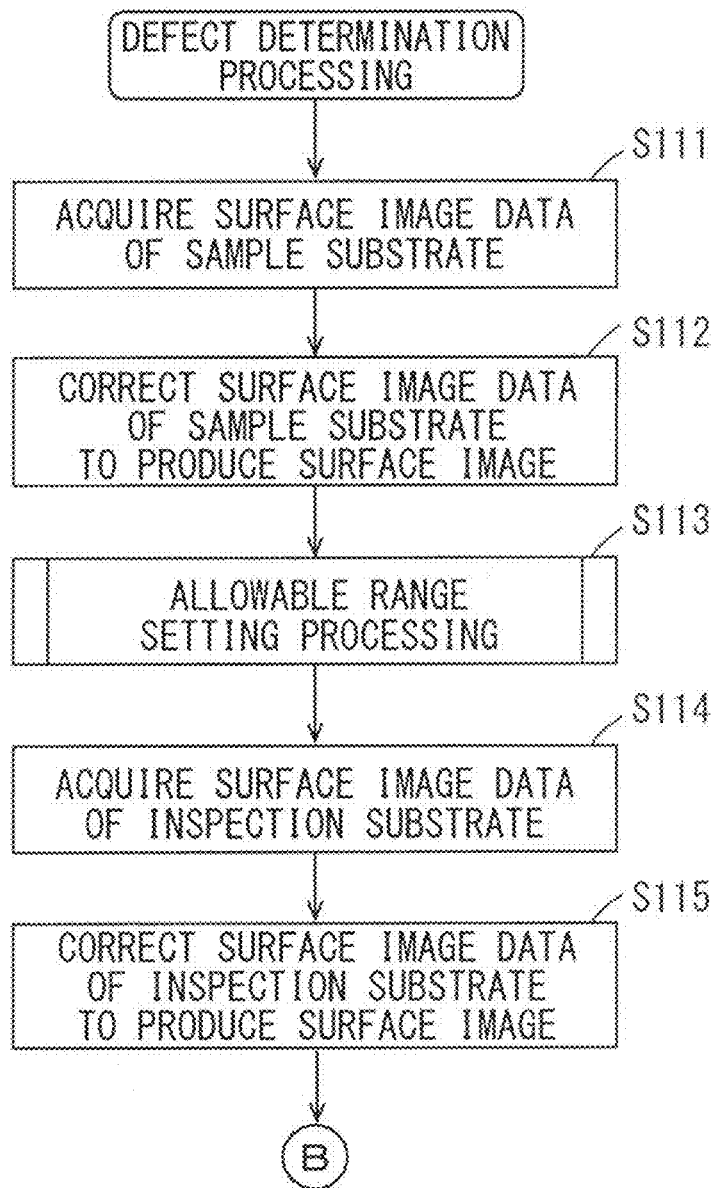 DEFECT DETERMINATION
PROCESSING
S111
ACQUIRE SURFACE IMAGE DATA
OF SAMPLE SUBSTRATE
S112
CORRECT SURFACE IMAGE DATA
OF SAMPLE SUBSTRATE
TO PRODUCE SURFACE IMAGE
S113
ALLOWABLE RANGE
SETTING PROCESSING
S114
ACQUIRE SURFACE IMAGE DATA
OF INSPECTION SUBSTRATE
S115
CORRECT SURFACE IMAGE DATA
OF INSPECTION SUBSTRATE
TO PRODUCE SURFACE IMAGE
B